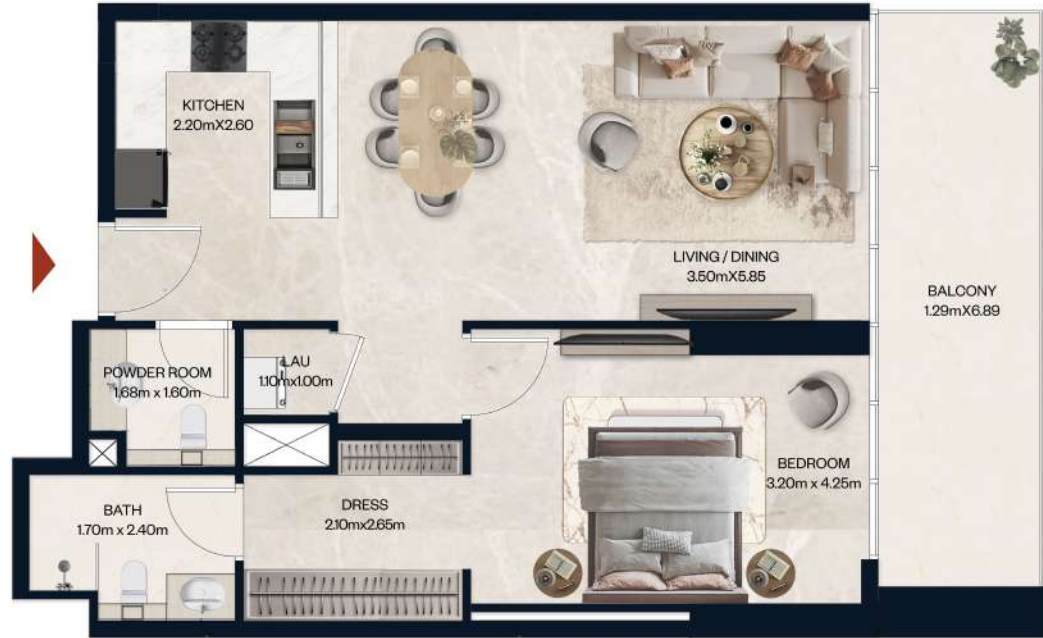 KITCHEN
2.20mX2.60
LIVING / DINING
3.50mX5.85
BALCONY
1.29mX6.89
POWDER ROOM
1.68m x 1.60m
LAU
1.10mx1.00m
BEDROOM
3.20m x 4.25m
BATH
1.70m x 2.40m
DRESS
2.10mx2.65m